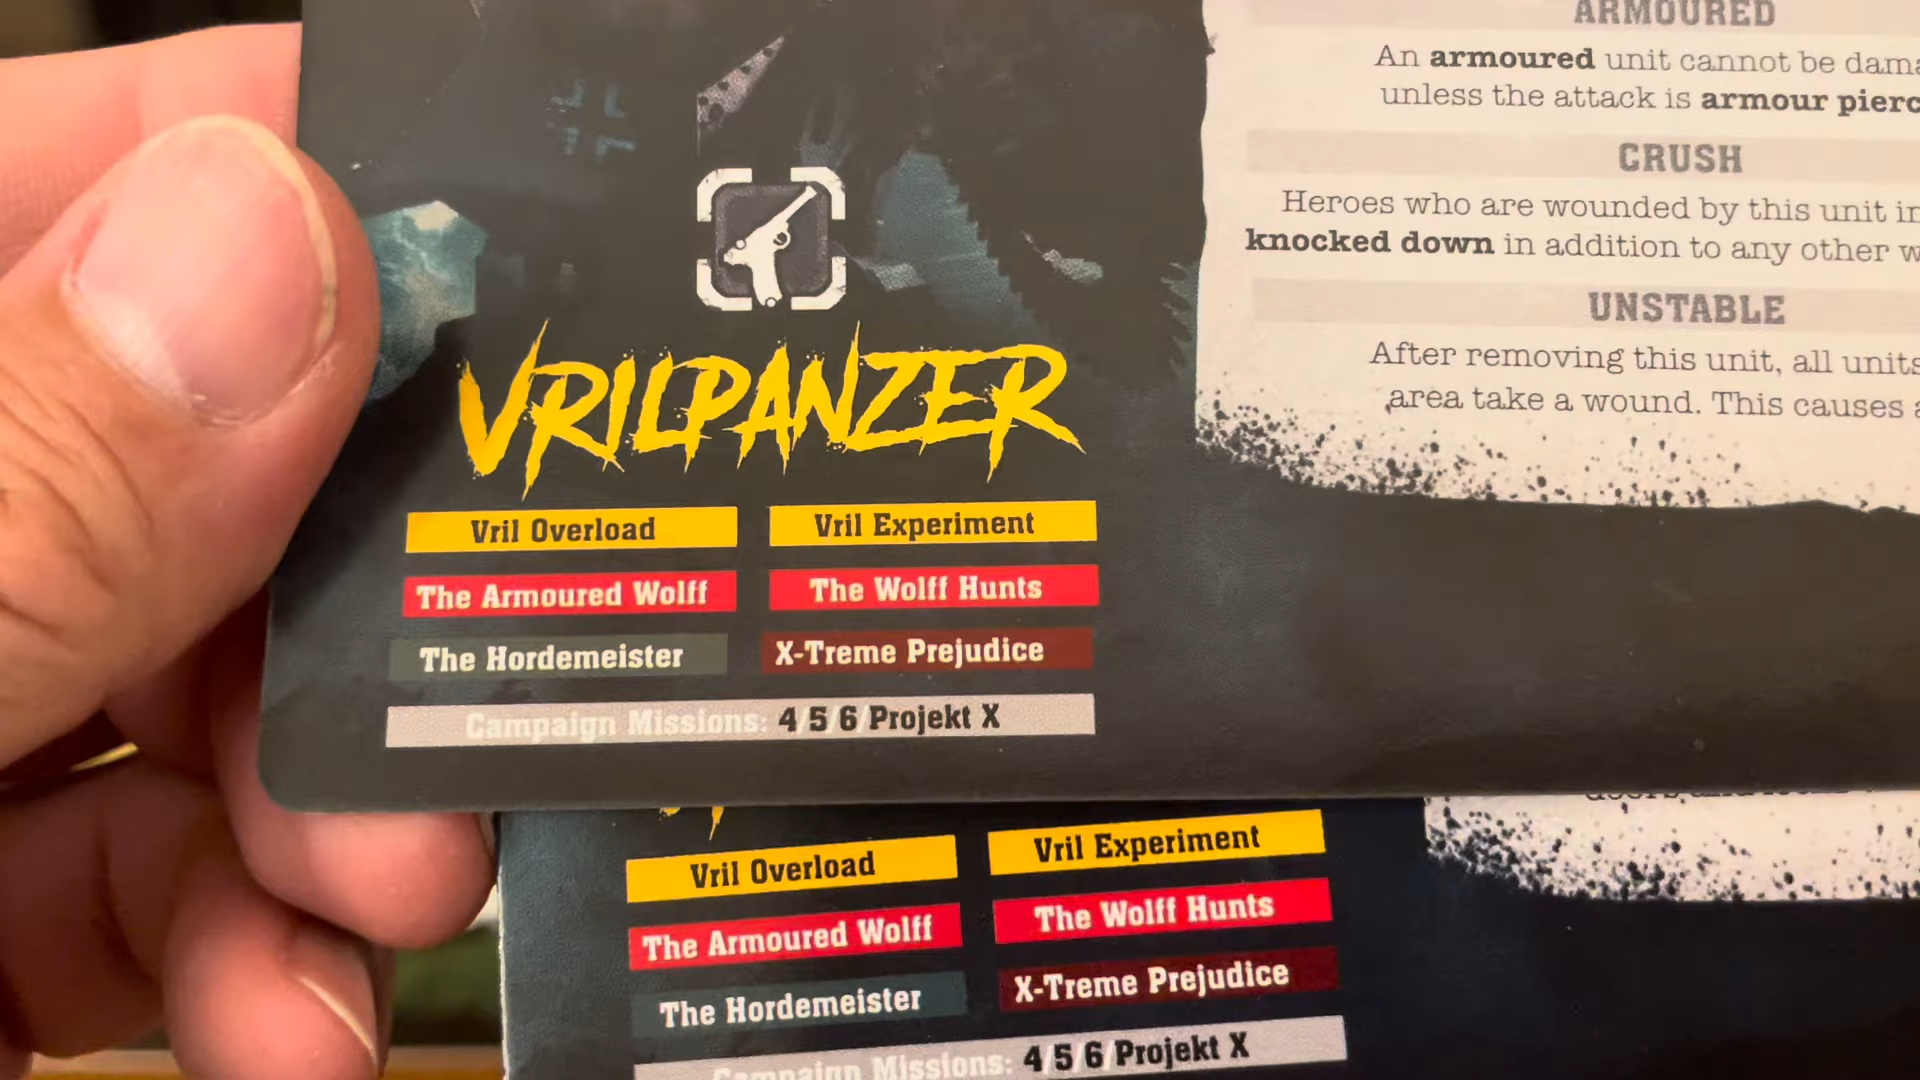 ARMOURED
An armoured unit cannot be
unless the attack is armour
CRUSH
Heroes who are wounded by this unit
knocked down in addition to any other
UNSTABLE
After removing this unit, all units
area take a wound. This causes
VRILPANZER
Vril Overload
Vril Experiment
The Armoured Wolff
The Wolff Hunts
The Hordemeister
X-Treme Prejudice
Campaign Missions: 4/5/6/Projekt X
Vril Overload
Vril Experiment
The Armoured Wolff
The Wolff Hunts
The Hordemeister
X-Treme Prejudice
Campaign Missions: 4/5/6/Projekt X